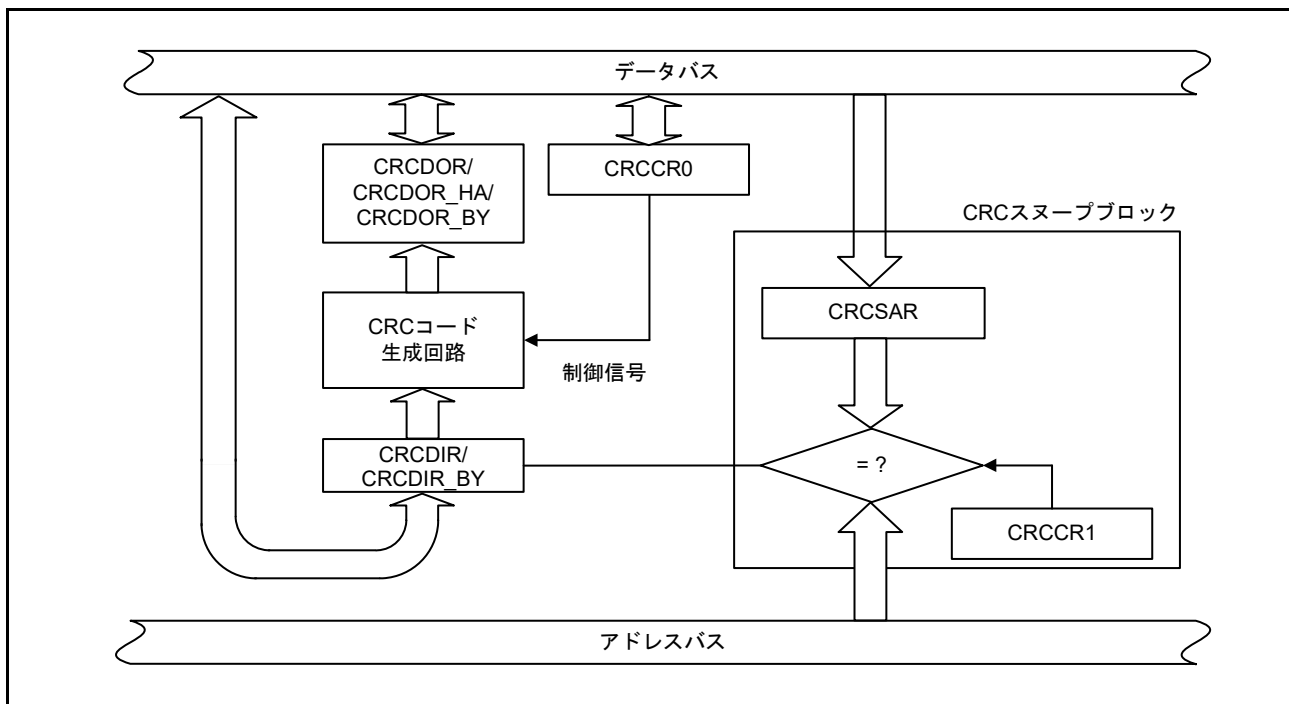 データバス
CRCDOR/
CRCDOR_HA/
CRCDOR_BY
CRCCR0
CRCスヌープブロック
CRCSAR
CRCコード
生成回路
制御信号
CRCDIR/
CRCDIR_BY
= ?
CRCCR1
アドレスバス